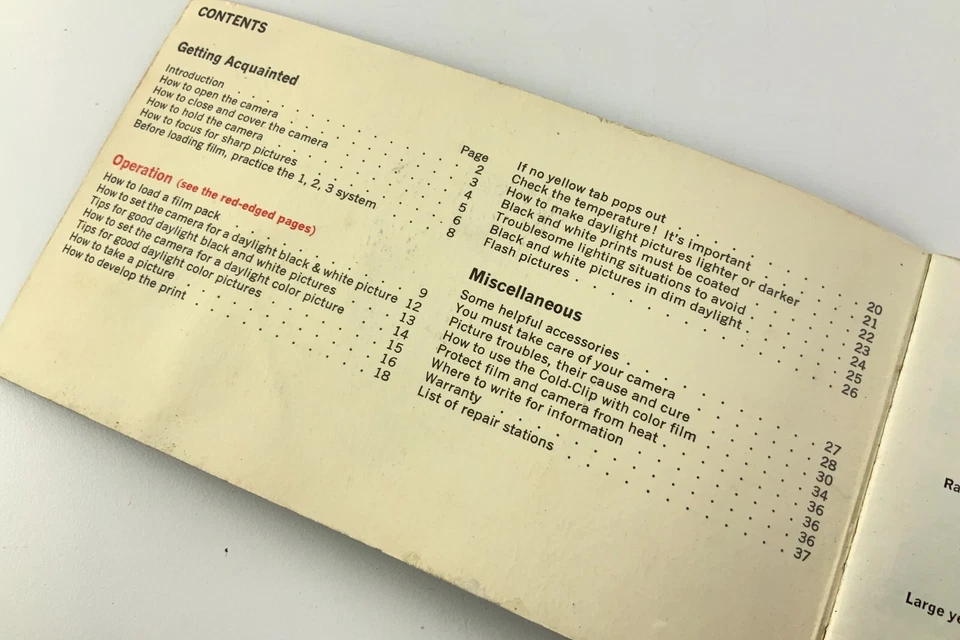 CONTENTS
Getting Acquainted
Page
Introduction . . . . . . . . . . 2
How to open the camera . . . . . . . . . . 3
How to close and cover the camera . . . . . . . . . . 4
How to hold the camera . . . . . . . . . . 5
How to focus for sharp pictures . . . . . . . . . . 6
Before loading film, practice the 1, 2, 3 system . . . . 8
Operation (see the red-edged pages)
How to load a film pack . . . . . . . . . . 9
How to set the camera for a daylight black & white picture 12
Tips for good daylight black and white pictures . . . . 13
How to set the camera for a daylight color picture . . . . 14
Tips for good daylight color pictures . . . . . . . 15
How to take a picture . . . . . . . . . . 16
How to develop the print . . . . . . . . . . 18
If no yellow tab pops out . . . . . . . . . . 20
Check the temperature! It's important . . . . . . . 21
How to make daylight pictures lighter or darker . . . . 22
Black and white prints must be coated . . . . . . . 23
Troublesome lighting situations to avoid . . . . . . . 24
Black and white pictures in dim daylight . . . . . . . 25
Flash pictures . . . . . . . . . . 26
Miscellaneous
Some helpful accessories . . . . . . . . . . 27
You must take care of your camera . . . . . . . 28
Picture troubles, their cause and cure . . . . . . . 30
How to use the Cold-Clip with color film . . . . . . . 34
Protect film and camera from heat . . . . . . . 36
Where to write for information . . . . . . . . . . 36
Warranty . . . . . . . . . . 36
List of repair stations . . . . . . . . . . 37
Large